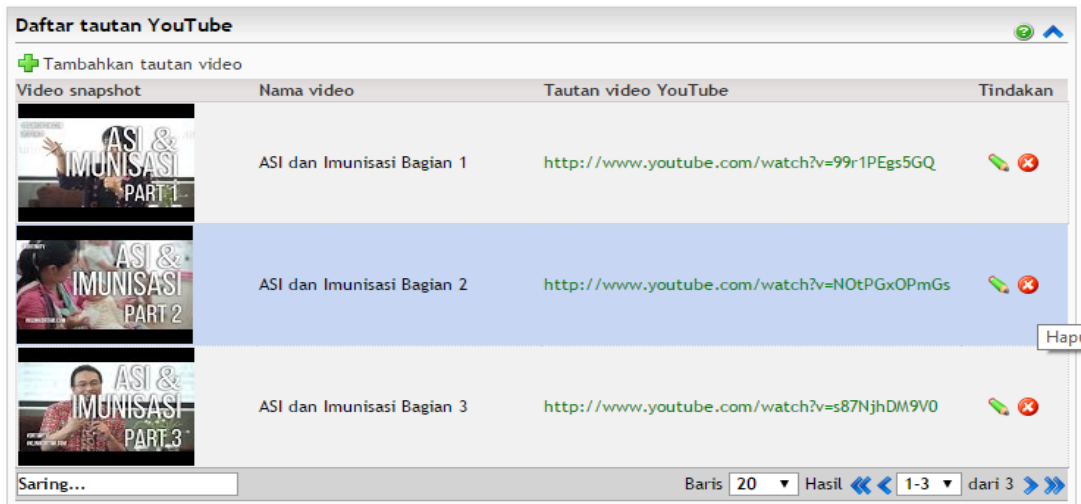 Daftar tautan YouTube
Tambahkan tautan video
Video snapshot Nama video Tautan video YouTube Tindakan
ASI &
IMUNISASI
PART 1
ASI dan Imunisasi Bagian 1 http://www.youtube.com/watch?v=99r1PEgs5GQ
ASI &
IMUNISASI
PART 2
ASI dan Imunisasi Bagian 2 http://www.youtube.com/watch?v=NOtPGxOPmGs
Hapu
ASI &
IMUNISASI
PART 3
ASI dan Imunisasi Bagian 3 http://www.youtube.com/watch?v=s87NjhDM9V0
Saring... Baris 20 Hasil 1-3 dari 3